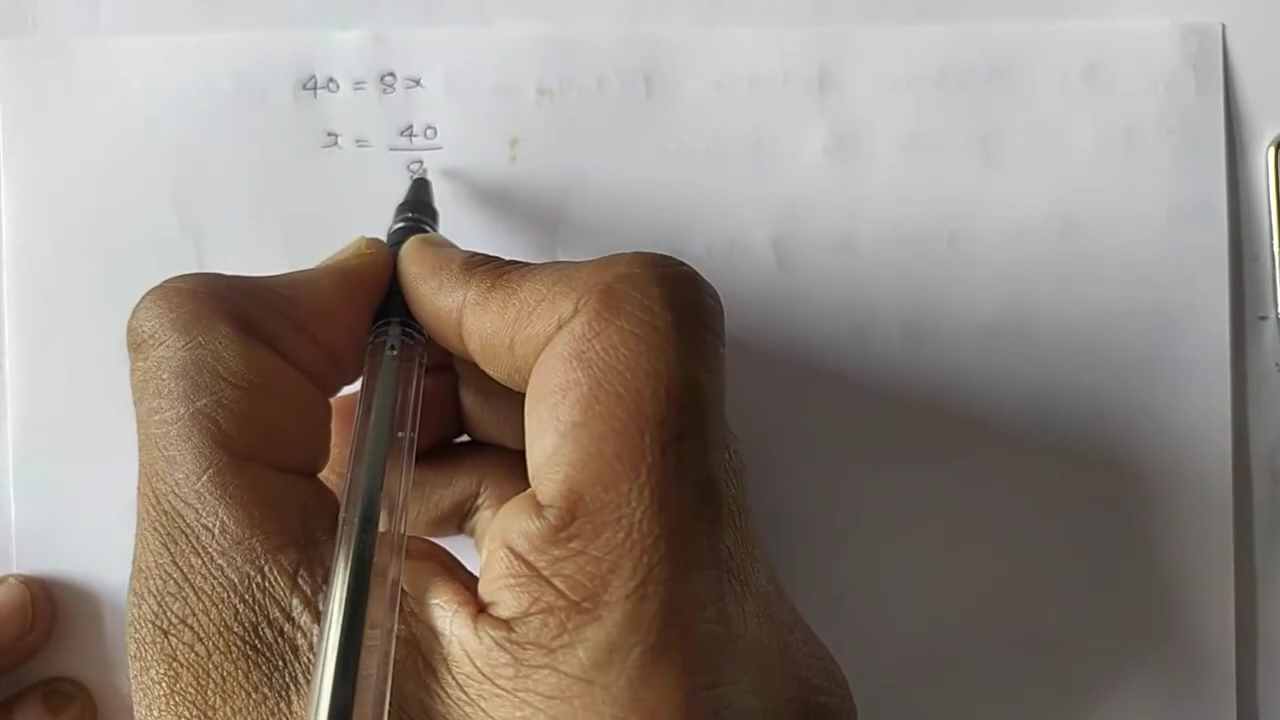 40 = 8x
x = 40/8